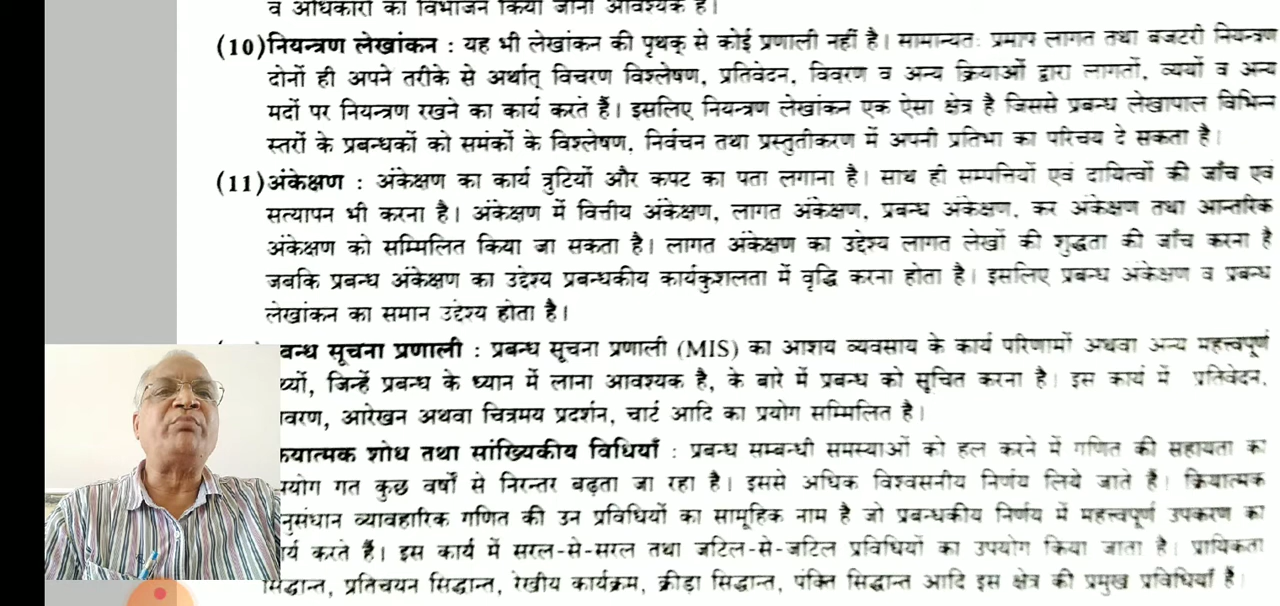 व अधिकारों का विभाजन किया जाना आवश्यक है।
(10) नियन्त्रण लेखांकन : यह भी लेखांकन की पृथक् से कोई प्रणाली नहीं है। सामान्यतः प्रमाप लागत तथा बजटरी नियन्त्रण
दोनों ही अपने तरीके से अर्थात् विचरण विश्लेषण, प्रतिवेदन, विवरण व अन्य क्रियाओं द्वारा लागतों, व्ययों व अन्य
मदों पर नियन्त्रण रखने का कार्य करते हैं। इसलिए नियन्त्रण लेखांकन एक ऐसा क्षेत्र है जिससे प्रबन्ध लेखापाल विभिन्न
स्तरों के प्रबन्धकों को समंकों के विश्लेषण, निर्वचन तथा प्रस्तुतीकरण में अपनी प्रतिभा का परिचय दे सकता है।
(11) अंकेक्षण : अंकेक्षण का कार्य त्रुटियों और कपट का पता लगाना है। साथ ही सम्पत्तियों एवं दायित्वों की जाँच एवं
सत्यापन भी करना है। अंकेक्षण में वित्तीय अंकेक्षण, लागत अंकेक्षण, प्रबन्ध अंकेक्षण, कर अंकेक्षण तथा आन्तरिक
अंकेक्षण को सम्मिलित किया जा सकता है। लागत अंकेक्षण का उद्देश्य लागत लेखों की शुद्धता की जाँच करना है
जबकि प्रबन्ध अंकेक्षण का उद्देश्य प्रबन्धकीय कार्यकुशलता में वृद्धि करना होता है। इसलिए प्रबन्ध अंकेक्षण व प्रबन्ध
लेखांकन का समान उद्देश्य होता है।
बन्ध सूचना प्रणाली : प्रबन्ध सूचना प्रणाली (MIS) का आशय व्यवसाय के कार्य परिणामों अथवा अन्य महत्त्वपूर्ण
थ्यों, जिन्हें प्रबन्ध के ध्यान में लाना आवश्यक है, के बारे में प्रबन्ध को सूचित करना है। इस कार्य में प्रतिवेदन,
वरण, आरेखन अथवा चित्रमय प्रदर्शन, चार्ट आदि का प्रयोग सम्मिलित है।
कयात्मक शोध तथा सांख्यिकीय विधियाँ : प्रबन्ध सम्बन्धी समस्याओं को हल करने में गणित की सहायता का
पयोग गत कुछ वर्षों से निरन्तर बढ़ता जा रहा है। इससे अधिक विश्वसनीय निर्णय लिये जाते हैं। क्रियात्मक
नुसंधान व्यावहारिक गणित की उन प्रविधियों का सामूहिक नाम है जो प्रबन्धकीय निर्णय में महत्त्वपूर्ण उपकरण का
र्य करते हैं। इस कार्य में सरल-से-सरल तथा जटिल-से-जटिल प्रविधियों का उपयोग किया जाता है। प्रायिकता
सिद्धान्त, प्रतिचयन सिद्धान्त, रेखीय कार्यक्रम, क्रीड़ा सिद्धान्त, पंक्ति सिद्धान्त आदि इस क्षेत्र की प्रमुख प्रविधियाँ हैं।